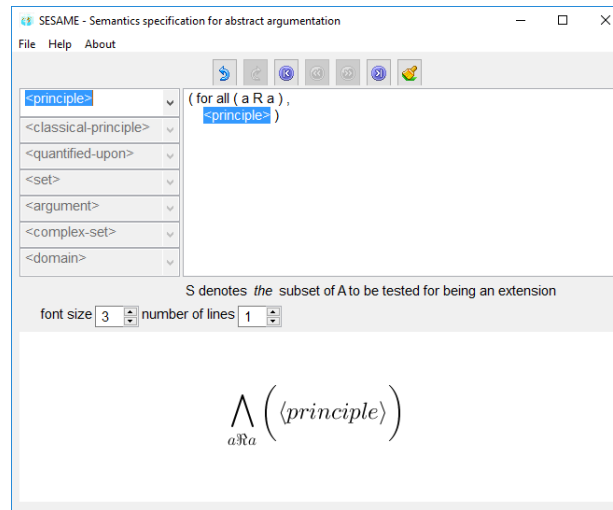 SESAME - Semantics specification for abstract argumentation
File Help About
<principle>
<classical-principle>
<quantified-upon>
<set>
<argument>
<complex-set>
<domain>
( for all ( a R a ) ,
<principle> )
S denotes the subset of A to be tested for being an extension
font size 3 number of lines 1
⋀ (⟨principle⟩)
aℜa